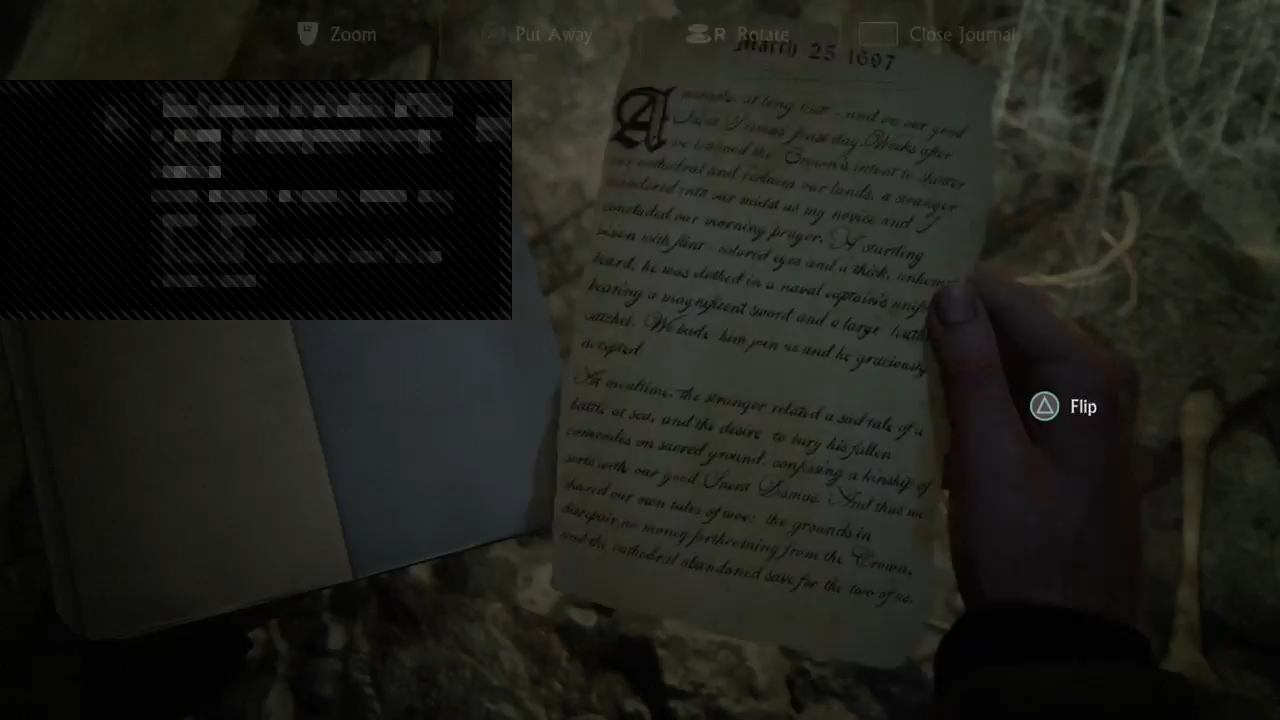 Zoom
Put Away
R Rotate
Close Journal
March 25 1697
A miracle, at long last - and on our good
Saint Dismas' feast day. Weeks after
we learned the Crown's intent to shutter
our cathedral and reclaim our lands, a stranger
wandered into our midst as my novice and I
concluded our morning prayer. A startling
vision with flint-colored eyes and a thick, unkempt
beard, he was clothed in a naval captain's
bearing a magnificent sword and a large
satchel. We bade him join us and he graciously
accepted.
At mealtime, the stranger related a sad tale of a
battle at sea, and the desire to bury his fallen
comrades on sacred ground, confessing a kinship of
sorts with our good Saint Dismas. And thus we
shared our own tales of woe: the grounds in
disrepair, no money forthcoming from the Crown,
and the cathedral abandoned save for the two of us.
Flip